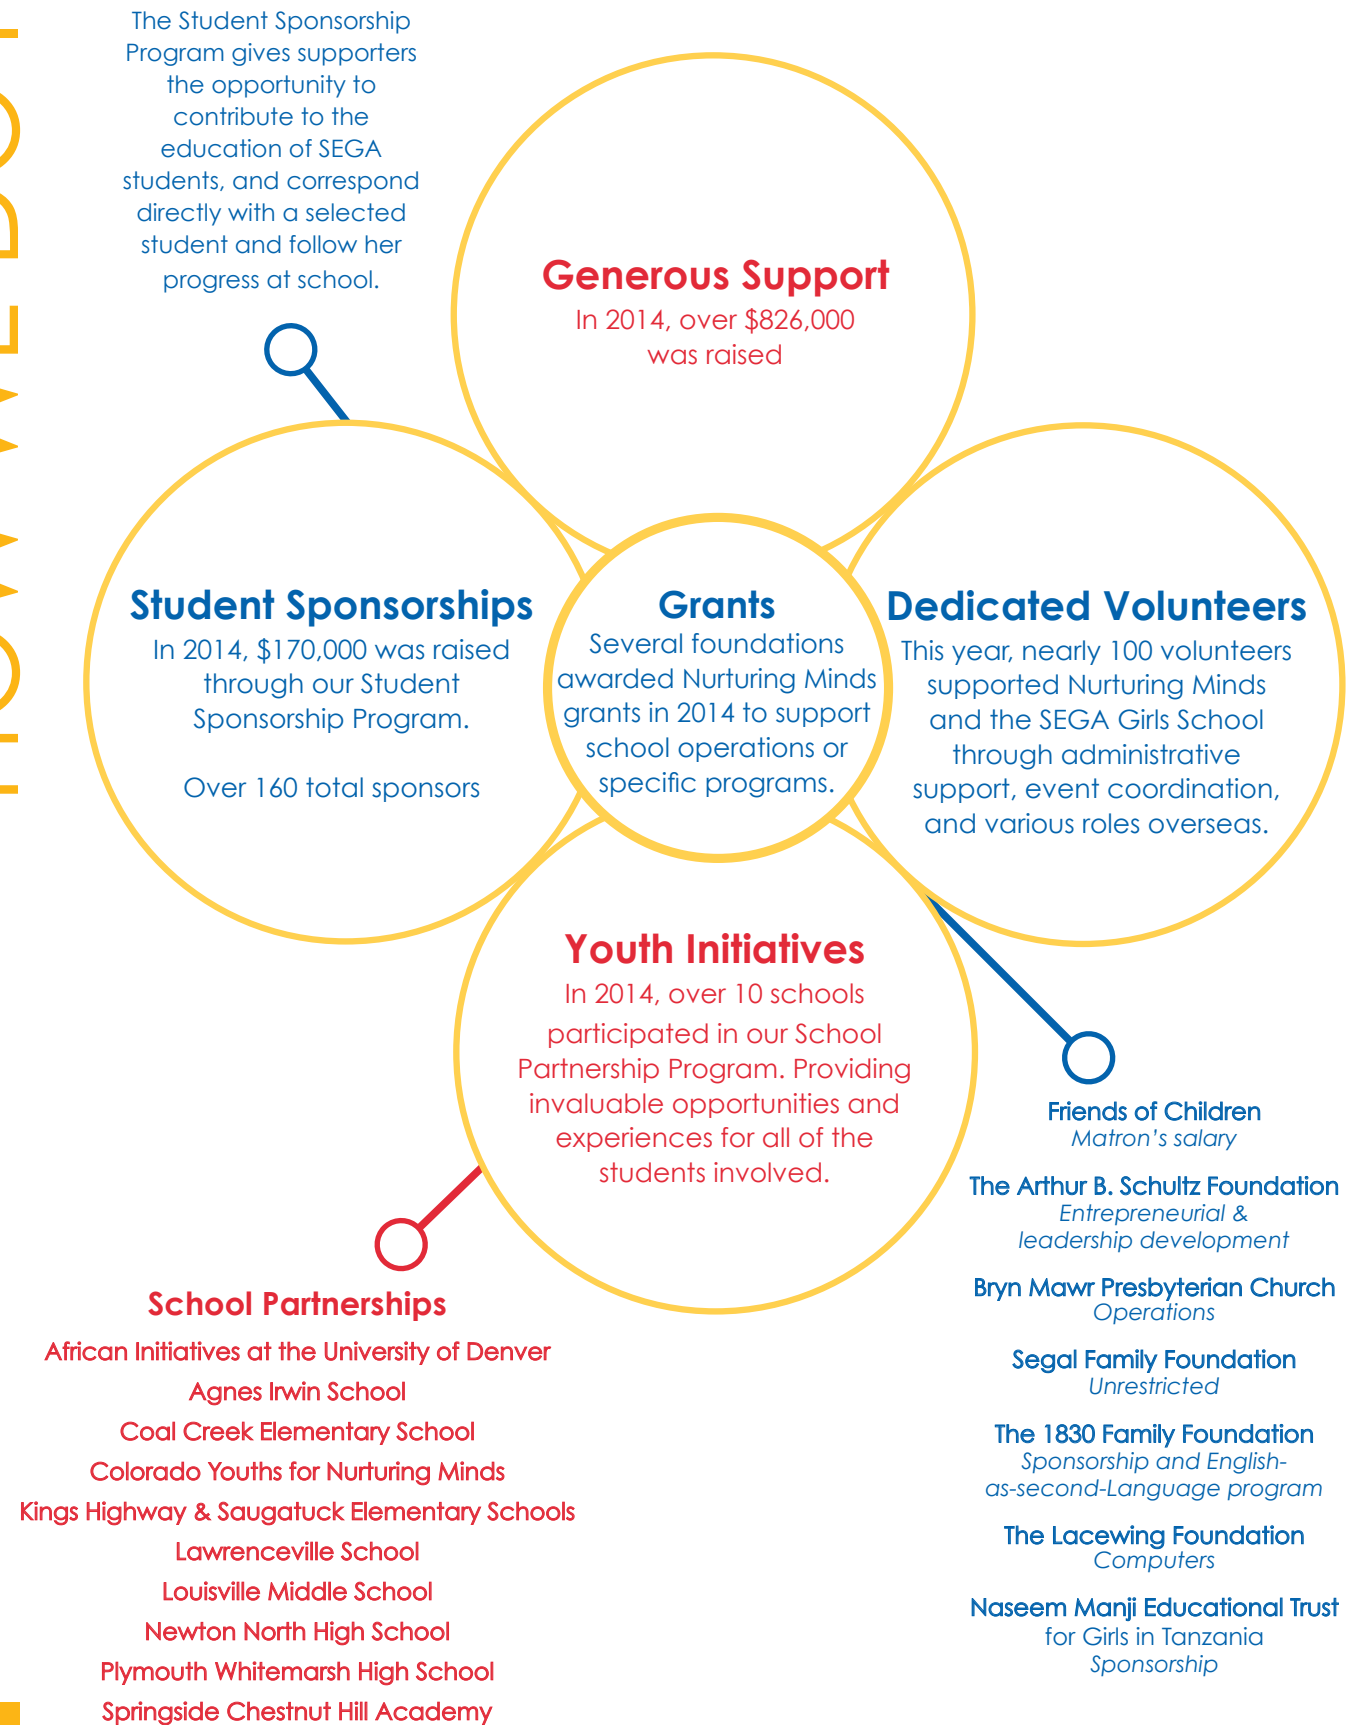 The Student Sponsorship
Program gives supporters
the opportunity to
contribute to the
education of SEGA
students, and correspond
directly with a selected
student and follow her
progress at school.
Generous Support
In 2014, over $826,000
was raised
Student Sponsorships
In 2014, $170,000 was raised
through our Student
Sponsorship Program.
Over 160 total sponsors
Grants
Several foundations
awarded Nurturing Minds
grants in 2014 to support
school operations or
specific programs.
Dedicated Volunteers
This year, nearly 100 volunteers
supported Nurturing Minds
and the SEGA Girls School
through administrative
support, event coordination,
and various roles overseas.
Youth Initiatives
In 2014, over 10 schools
participated in our School
Partnership Program. Providing
invaluable opportunities and
experiences for all of the
students involved.
School Partnerships
African Initiatives at the University of Denver
Agnes Irwin School
Coal Creek Elementary School
Colorado Youths for Nurturing Minds
Kings Highway & Saugatuck Elementary Schools
Lawrenceville School
Louisville Middle School
Newton North High School
Plymouth Whitemarsh High School
Springside Chestnut Hill Academy
Friends of Children
Matron's salary
The Arthur B. Schultz Foundation
Entrepreneurial &
leadership development
Bryn Mawr Presbyterian Church
Operations
Segal Family Foundation
Unrestricted
The 1830 Family Foundation
Sponsorship and English-
as-second-Language program
The Lacewing Foundation
Computers
Naseem Manji Educational Trust
for Girls in Tanzania
Sponsorship